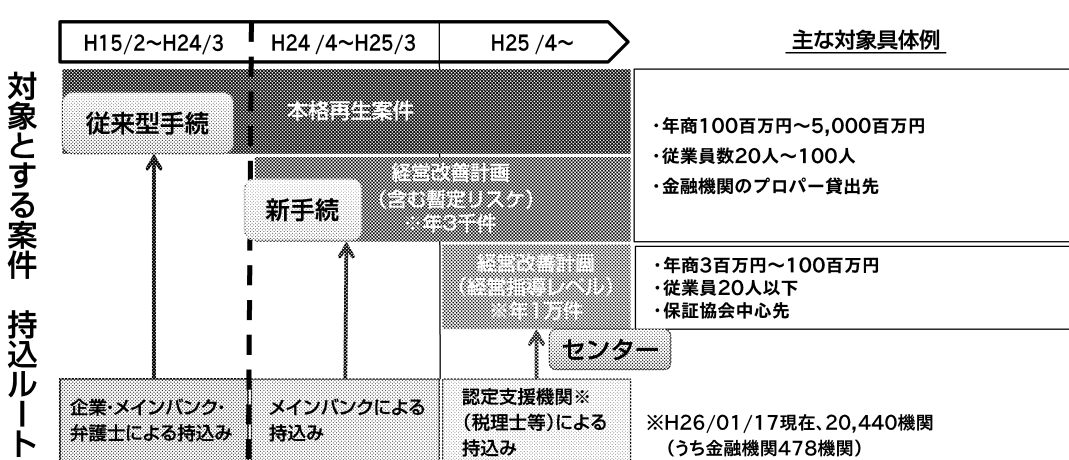 H15/2～H24/3
H24 /4～H25/3
H25 /4～
主な対象具体例
対象とする案件　持込ルート
本格再生案件
従来型手続
・年商100百万円～5,000百万円
・従業員数20人～100人
・金融機関のプロパー貸出先
経営改善計画
（含む暫定リスケ）
※年3千件
新手続
経営改善計画
（経営指導レベル）
※年1万件
・年商3百万円～100百万円
・従業員20人以下
・保証協会中心先
センター
企業・メインバンク・
弁護士による持込み
メインバンクによる
持込み
認定支援機関※
（税理士等）による
持込み
※H26/01/17現在、20,440機関
（うち金融機関478機関）